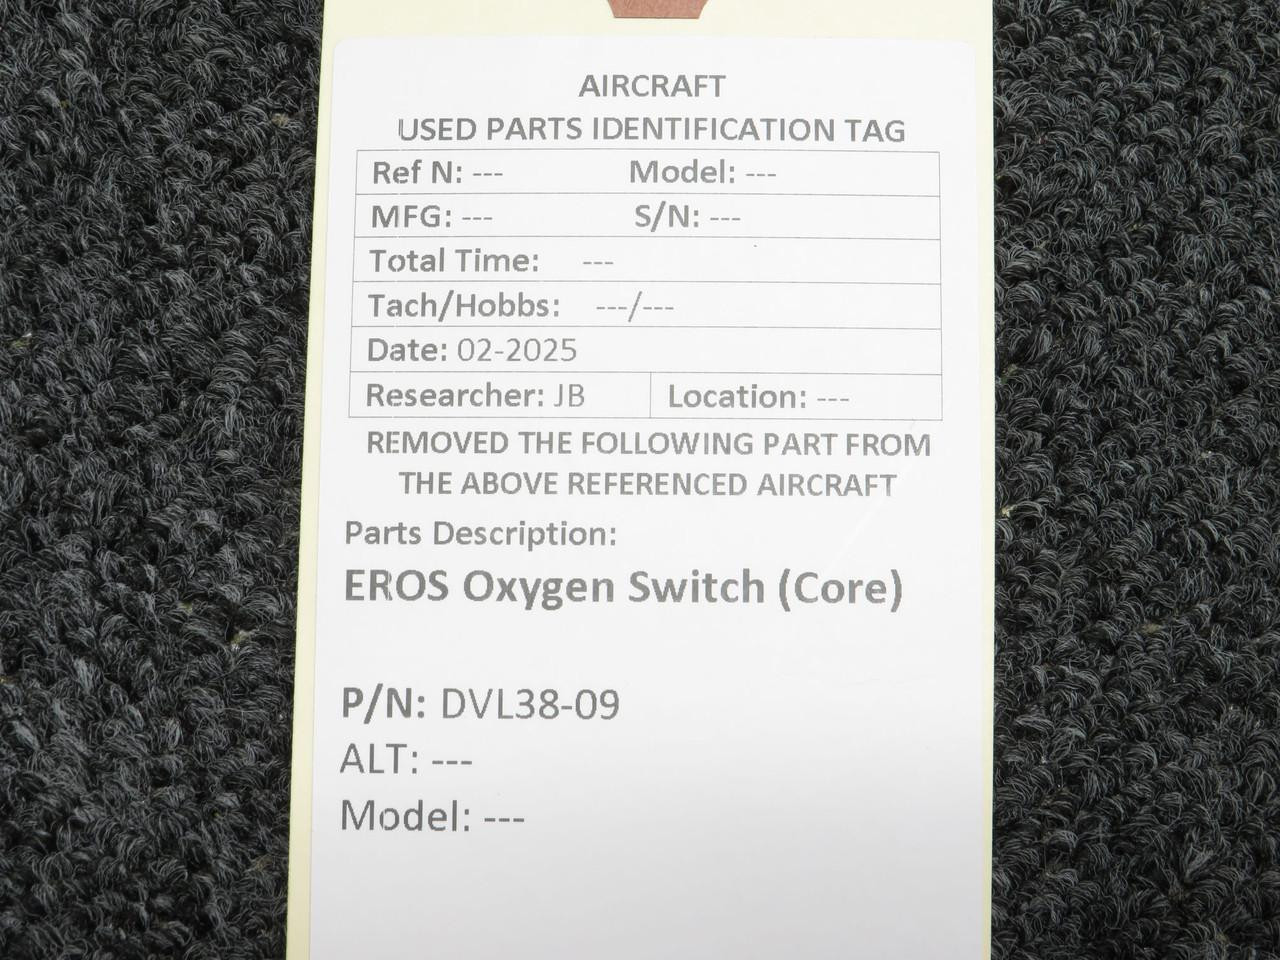 AIRCRAFT
USED PARTS IDENTIFICATION TAG
Ref N: --- Model: ---
MFG: --- S/N: ---
Total Time: ---
Tach/Hobbs: ---/---
Date: 02-2025
Researcher: JB Location: ---
REMOVED THE FOLLOWING PART FROM
THE ABOVE REFERENCED AIRCRAFT
Parts Description:
EROS Oxygen Switch (Core)
P/N: DVL38-09
ALT: ---
Model: ---